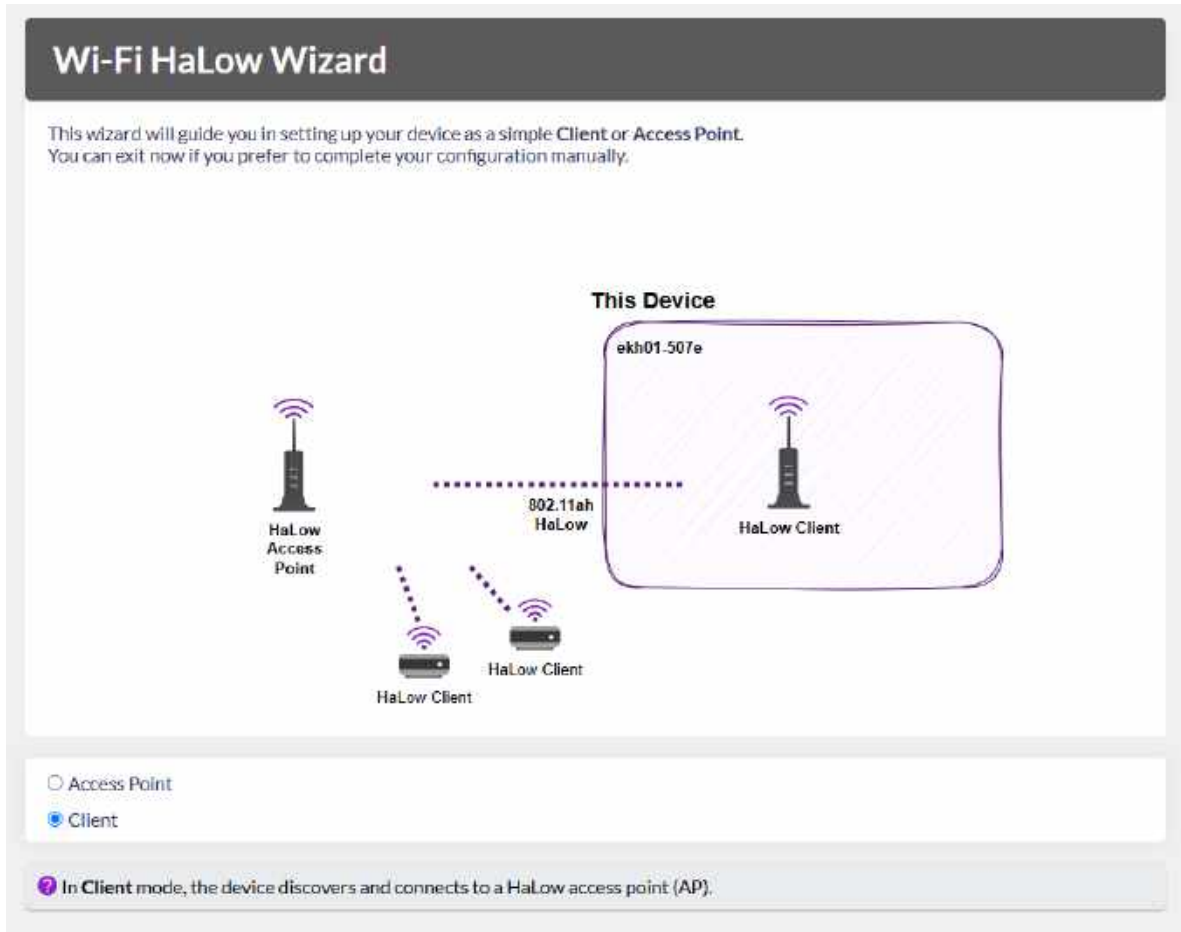 Wi-Fi HaLow Wizard
This wizard will guide you in setting up your device as a simple Client or Access Point.
You can exit now if you prefer to complete your configuration manually.
This Device
ekh01-507e
802.11ah
HaLow
HaLow
Access
Point
HaLow Client
HaLow Client
HaLow Client
Access Point
Client
In Client mode, the device discovers and connects to a HaLow access point (AP).